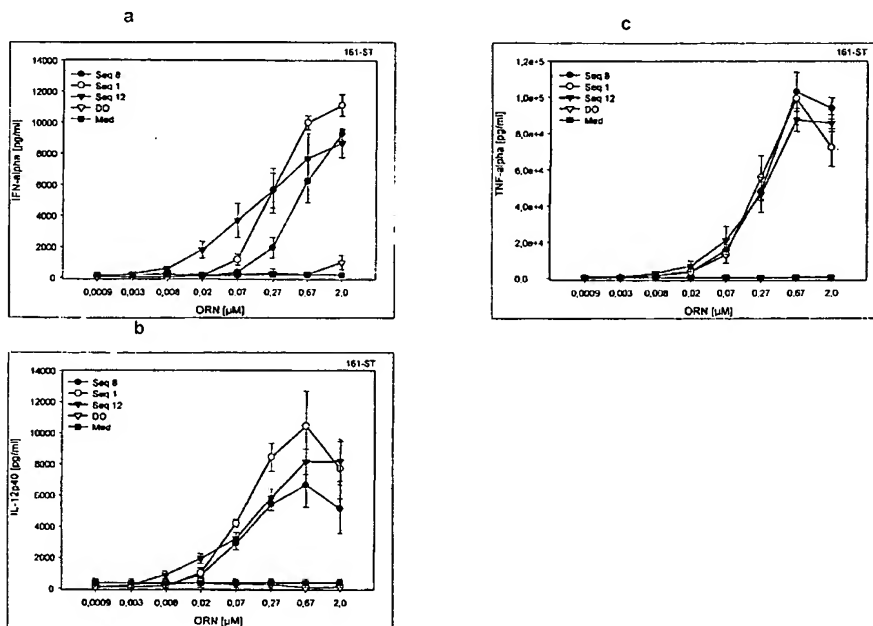 a
161-ST
Seq 8
Seq 1
Seq 12
DO
Med
IFN-alpha [pg/ml]
14000
12000
10000
8000
6000
4000
2000
0
0,0009 0,003 0,008 0,02 0,07 0,27 0,67 2,0
ORN [µM]
b
161-ST
Seq 8
Seq 1
Seq 12
DO
Med
IL-12p40 [pg/ml]
14000
12000
10000
8000
6000
4000
2000
0
0,0009 0,003 0,008 0,02 0,07 0,27 0,67 2,0
ORN [µM]
c
161-ST
Seq 8
Seq 1
Seq 12
DO
Med
TNF-alpha [pg/ml]
1,2e+5
1,0e+5
8,0e+4
6,0e+4
4,0e+4
2,0e+4
0,0
0,0009 0,003 0,008 0,02 0,07 0,27 0,67 2,0
ORN [µM]